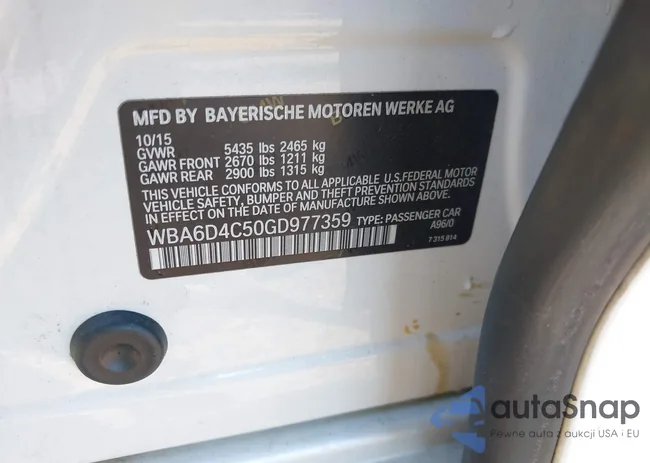 MFD BY BAYERISCHE MOTOREN WERKE AG
10/15
GVWR 5435 lbs 2465 kg
GAWR FRONT 2670 lbs 1211 kg
GAWR REAR 2900 lbs 1315 kg
THIS VEHICLE CONFORMS TO ALL APPLICABLE U.S.FEDERAL MOTOR
VEHICLE SAFETY, BUMPER, AND THEFT PREVENTION STANDARDS
IN EFFECT ON THE DATE OF MANUFACTURE SHOWN ABOVE.
WBA6D4C50GD977359 TYPE: PASSENGER CAR
A96/0
7 315 814
autaSnap
Pewne auta z aukcji USA i EU